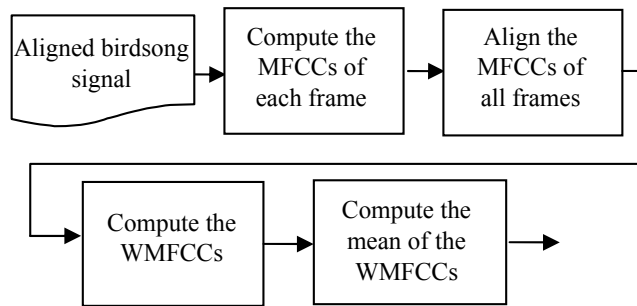 Aligned birdsong
signal
Compute the
MFCCs of
each frame
Align the
MFCCs of
all frames
Compute the
WMFCCs
Compute the
mean of the
WMFCCs